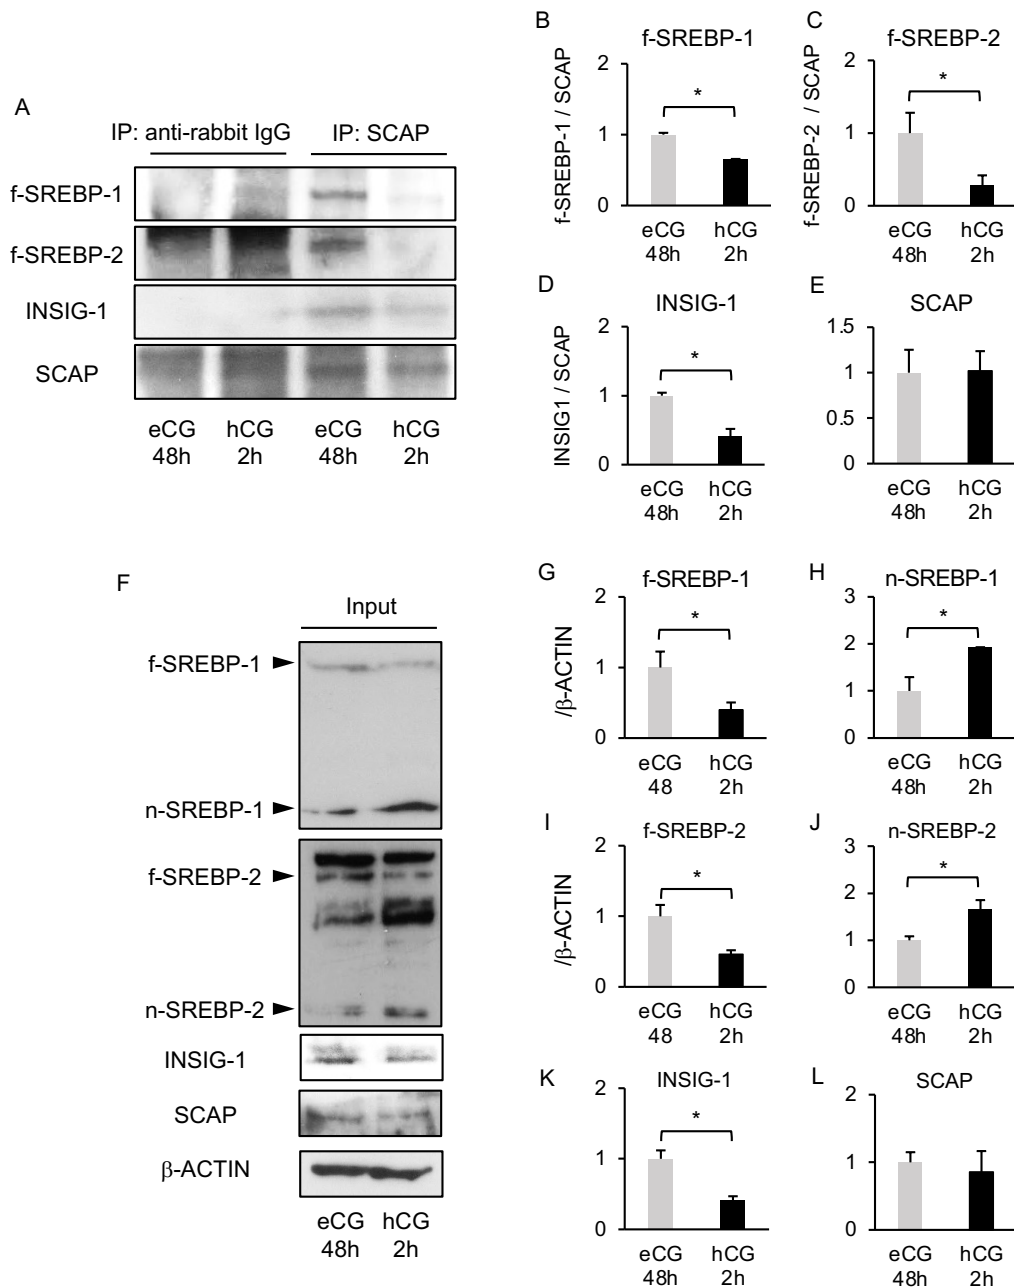 A
IP: anti-rabbit IgG IP: SCAP
f-SREBP-1
f-SREBP-2
INSIG-1
SCAP
eCG hCG eCG hCG
48h 2h 48h 2h
B
f-SREBP-1
f-SREBP-1 / SCAP
2
1
0
*
eCG hCG
48h 2h
C
f-SREBP-2
f-SREBP-2 / SCAP
2
1
0
*
eCG hCG
48h 2h
D
INSIG-1
INSIG1 / SCAP
2
1
0
*
eCG hCG
48h 2h
E
SCAP
1.5
1
0.5
0
eCG hCG
48h 2h
F
Input
f-SREBP-1
n-SREBP-1
f-SREBP-2
n-SREBP-2
INSIG-1
SCAP
β-ACTIN
eCG hCG
48h 2h
G
f-SREBP-1
/β-ACTIN
2
1
0
*
eCG hCG
48 2h
H
n-SREBP-1
3
2
1
0
*
eCG hCG
48h 2h
I
f-SREBP-2
/β-ACTIN
2
1
0
*
eCG hCG
48 2h
J
n-SREBP-2
3
2
1
0
*
eCG hCG
48h 2h
K
INSIG-1
2
1
0
*
eCG hCG
48h 2h
L
SCAP
2
1
0
eCG hCG
48h 2h